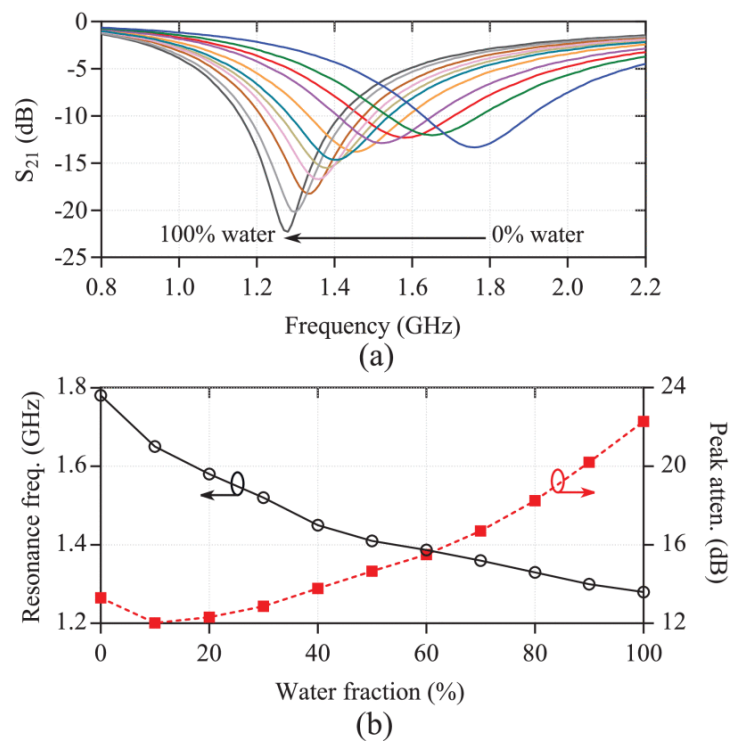 0
-5
-10
-15
-20
-25
S21 (dB)
100% water
0% water
0.8 1.0 1.2 1.4 1.6 1.8 2.0 2.2
Frequency (GHz)
(a)
1.8
1.6
1.4
1.2
Resonance freq. (GHz)
24
20
16
12
Peak atten. (dB)
0 20 40 60 80 100
Water fraction (%)
(b)